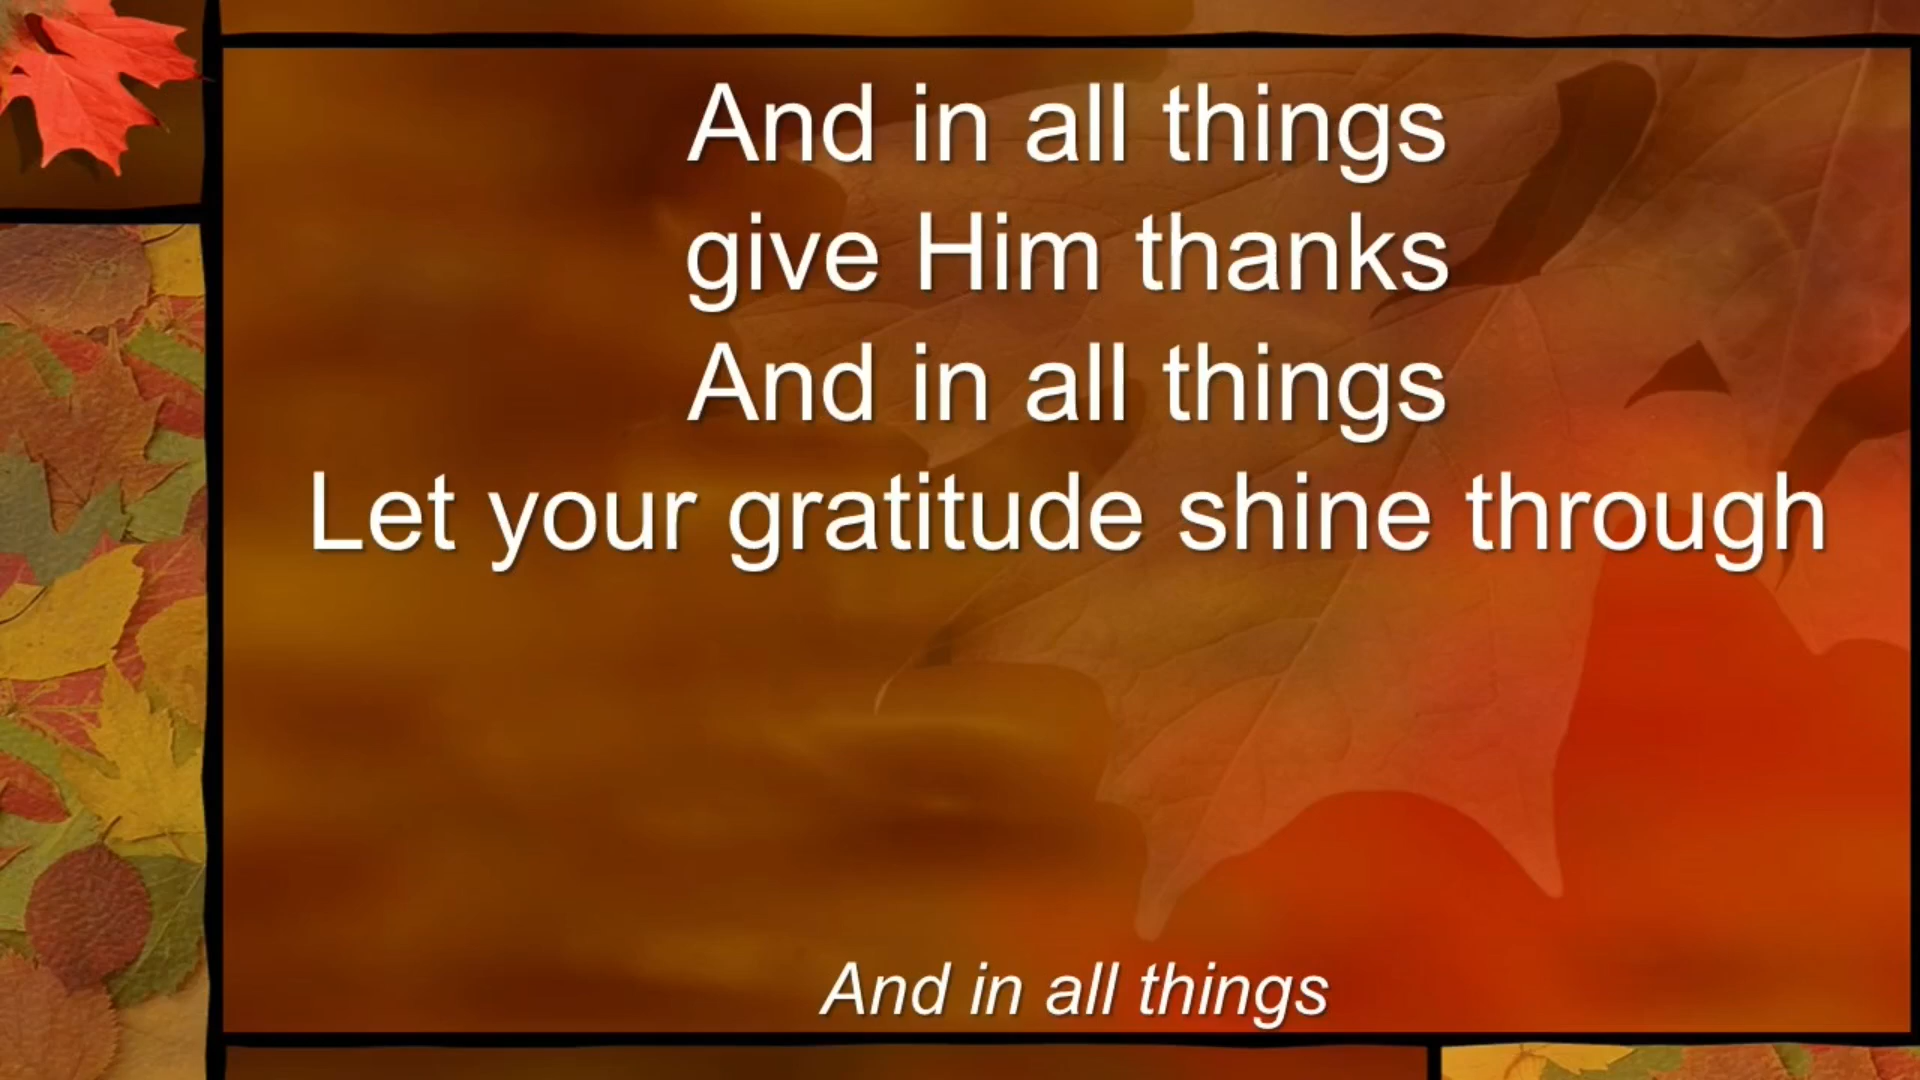 And in all things
give Him thanks
And in all things
Let your gratitude shine through
And in all things